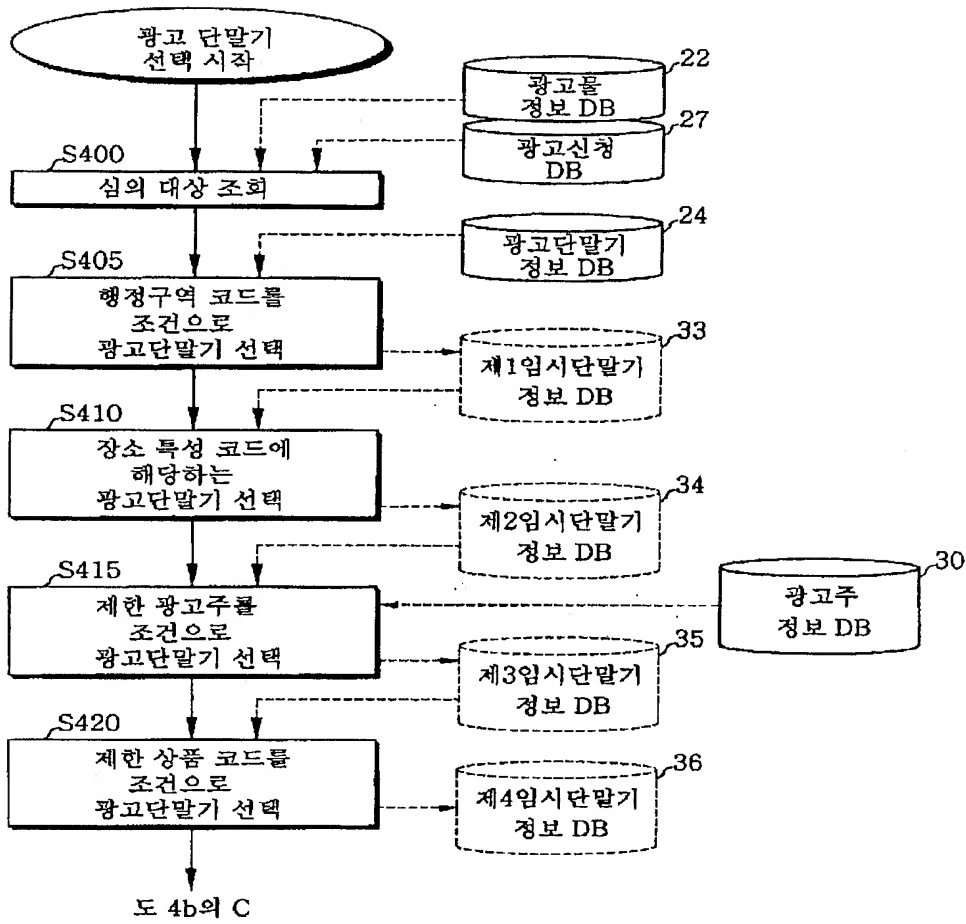 광고 단말기
선택 시작
22
광고물
정보 DB
27
광고신청
DB
S400
심의 대상 조회
24
광고단말기
정보 DB
S405
행정구역 코드를
조건으로
광고단말기 선택
33
제1임시단말기
정보 DB
S410
장소 특성 코드에
해당하는
광고단말기 선택
34
제2임시단말기
정보 DB
S415
제한 광고주를
조건으로
광고단말기 선택
30
광고주
정보 DB
35
제3임시단말기
정보 DB
S420
제한 상품 코드를
조건으로
광고단말기 선택
36
제4임시단말기
정보 DB
도 4b의 C